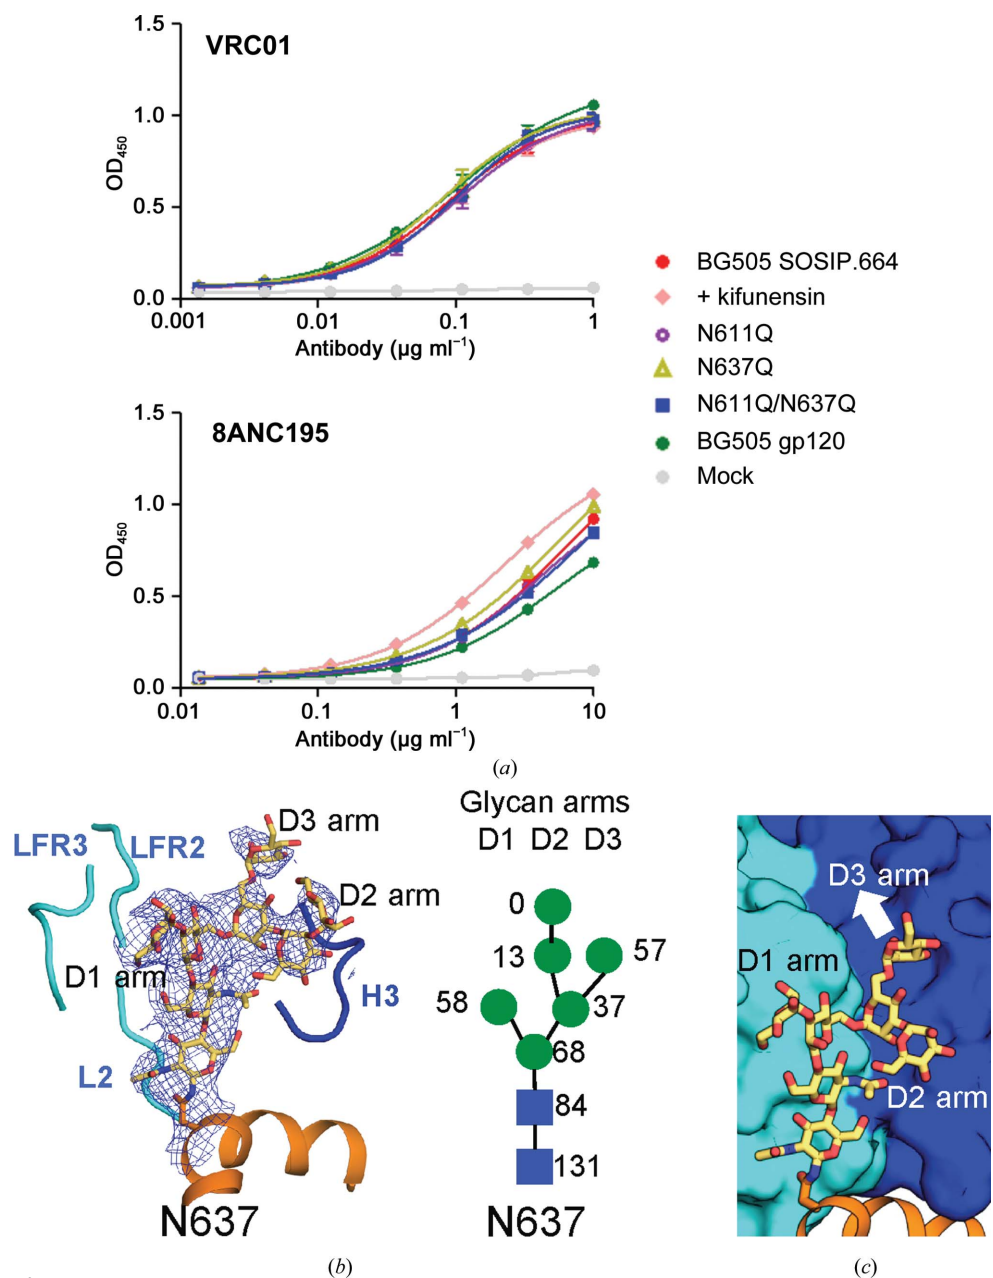 1.5
VRC01
1.0
OD450
0.5
0.0
0.001
0.01
0.1
1
Antibody (µg ml−1)
BG505 SOSIP.664
+ kifunensin
N611Q
N637Q
N611Q/N637Q
BG505 gp120
Mock
1.5
8ANC195
1.0
OD450
0.5
0.0
0.01
0.1
1
10
Antibody (µg ml−1)
(a)
LFR3
LFR2
D3 arm
D2 arm
D1 arm
H3
L2
N637
(b)
Glycan arms
D1 D2 D3
0
13
57
58
37
68
84
131
N637
D3 arm
D1 arm
D2 arm
(c)